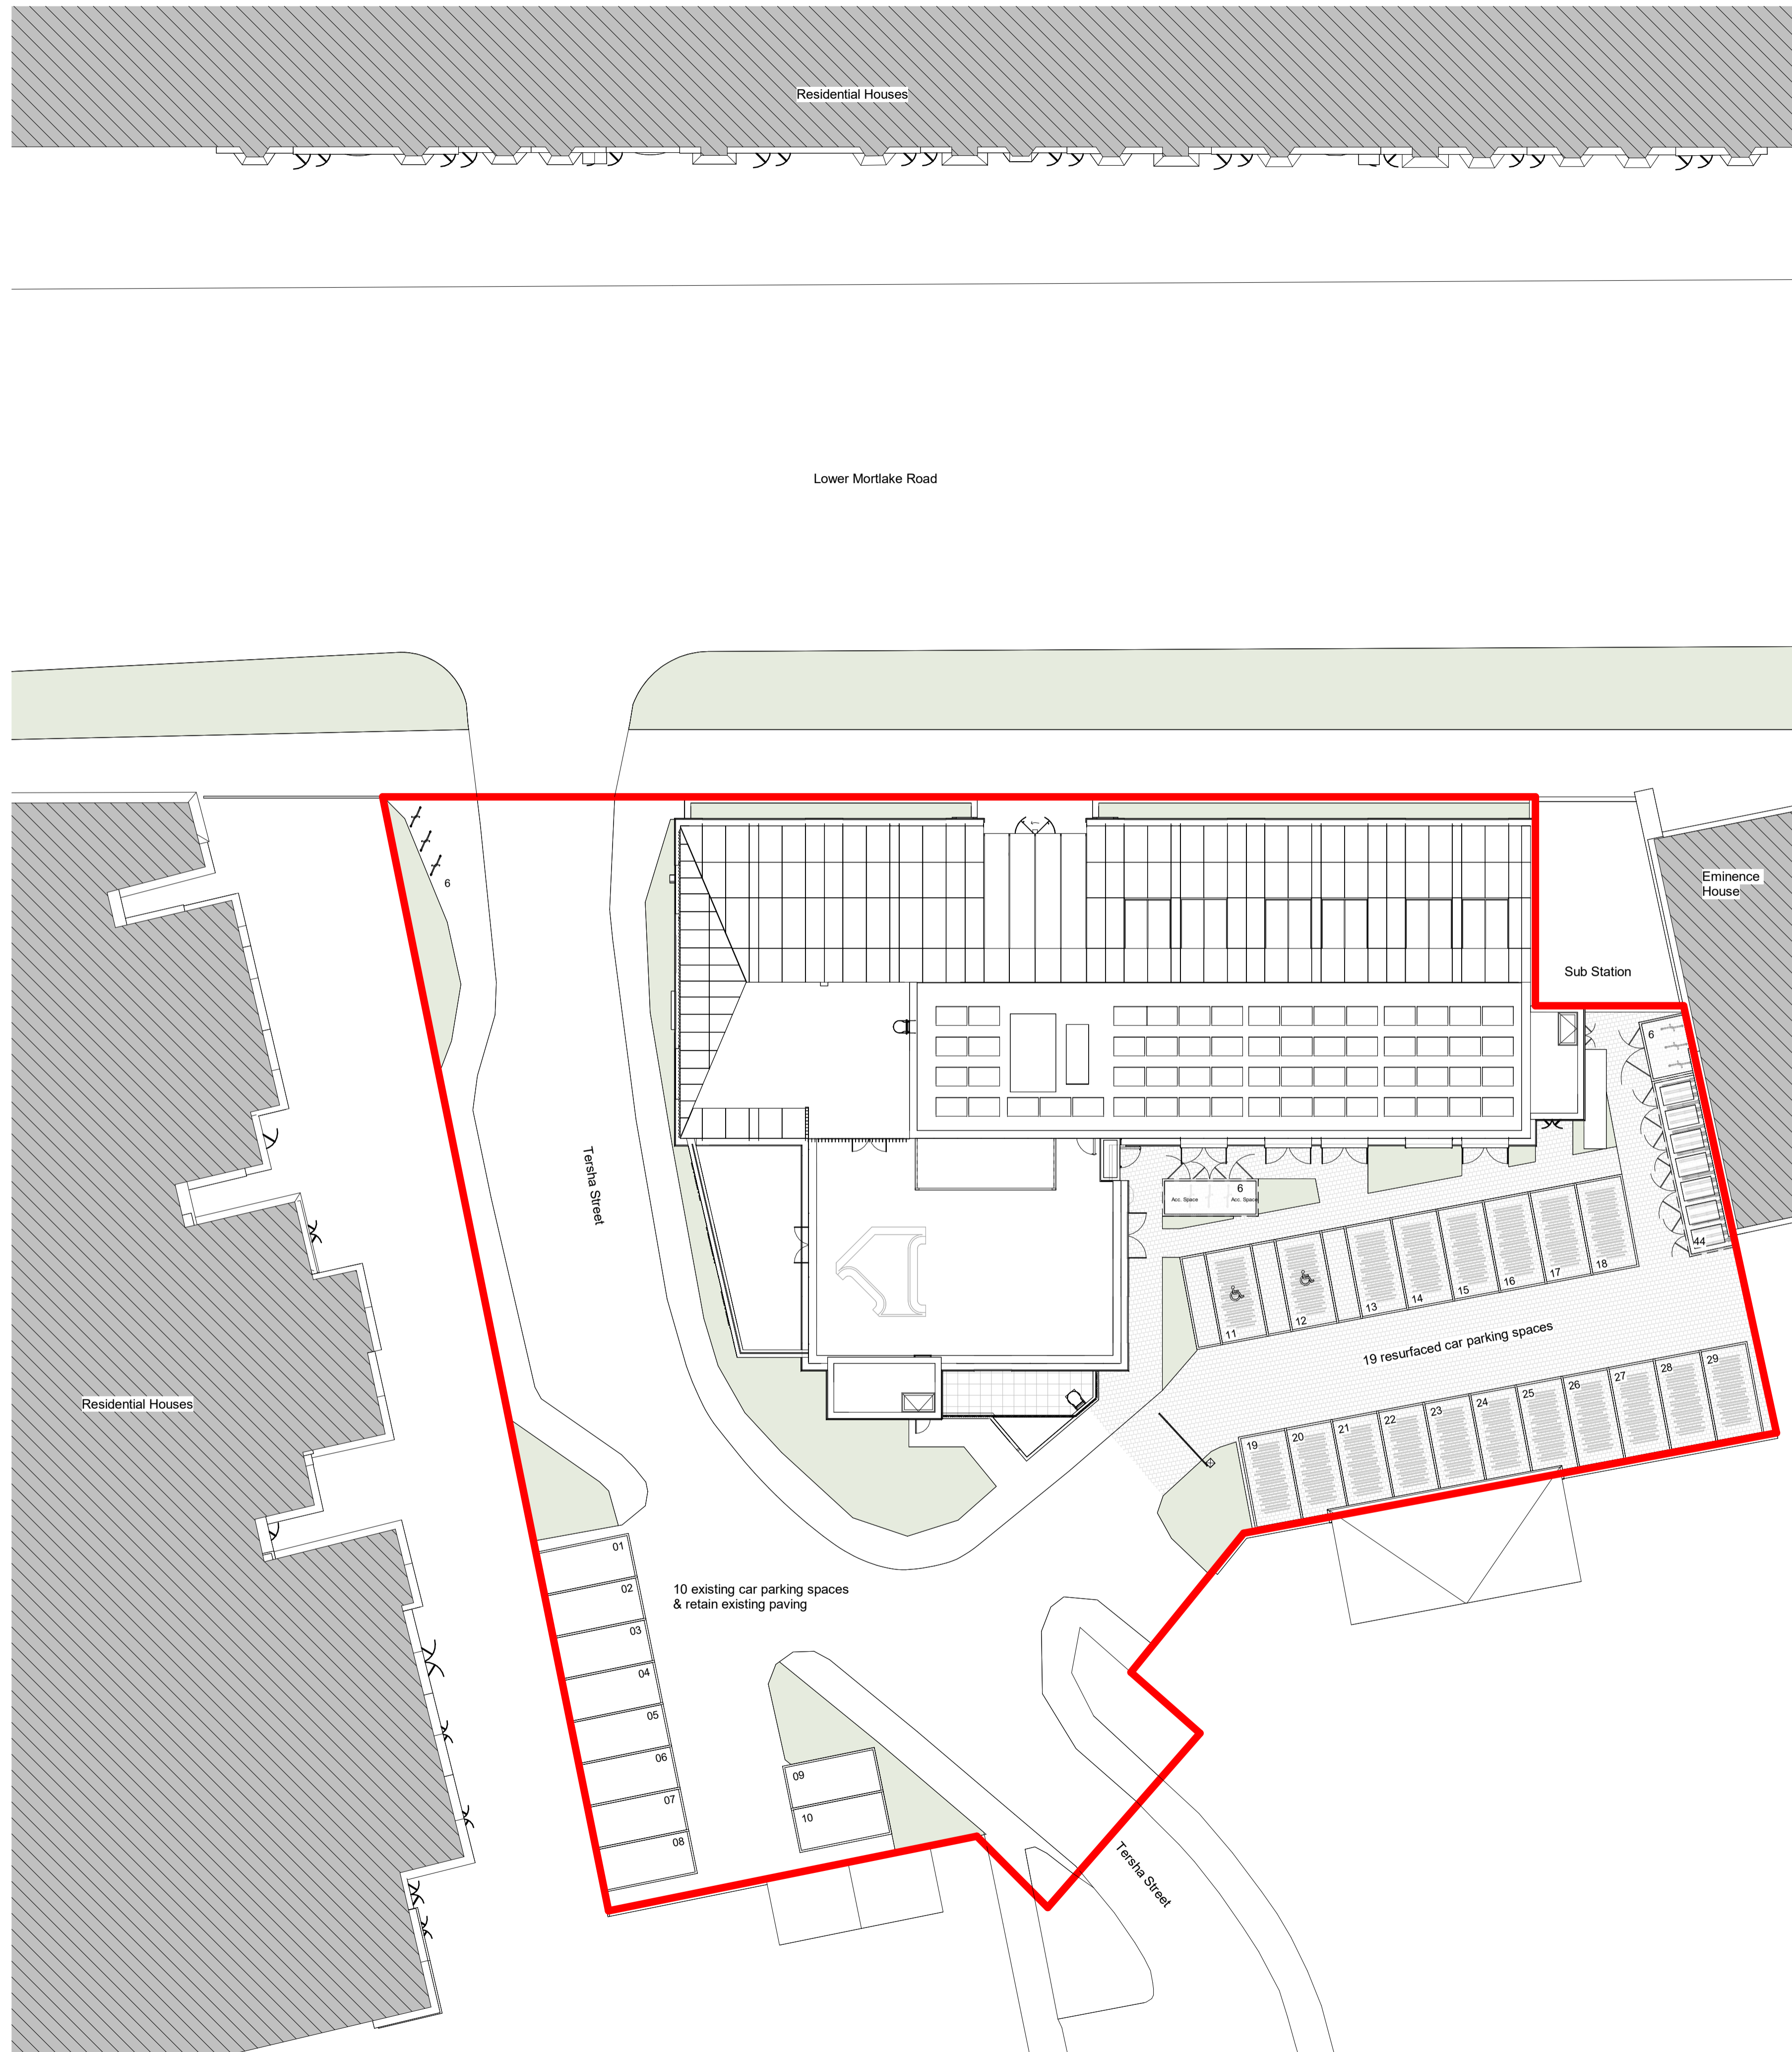 Residential Houses
Lower Mortlake Road
6
Eminence
House
Sub Station
6
Tersha Street
6
Acc. Space
Acc. Space
44
11
12
13
14
15
16
17
18
19 resurfaced car parking spaces
Residential Houses
19
20
21
22
23
24
25
26
27
28
29
01
02
03
04
05
06
07
08
10 existing car parking spaces
& retain existing paving
09
10
Tersha Street